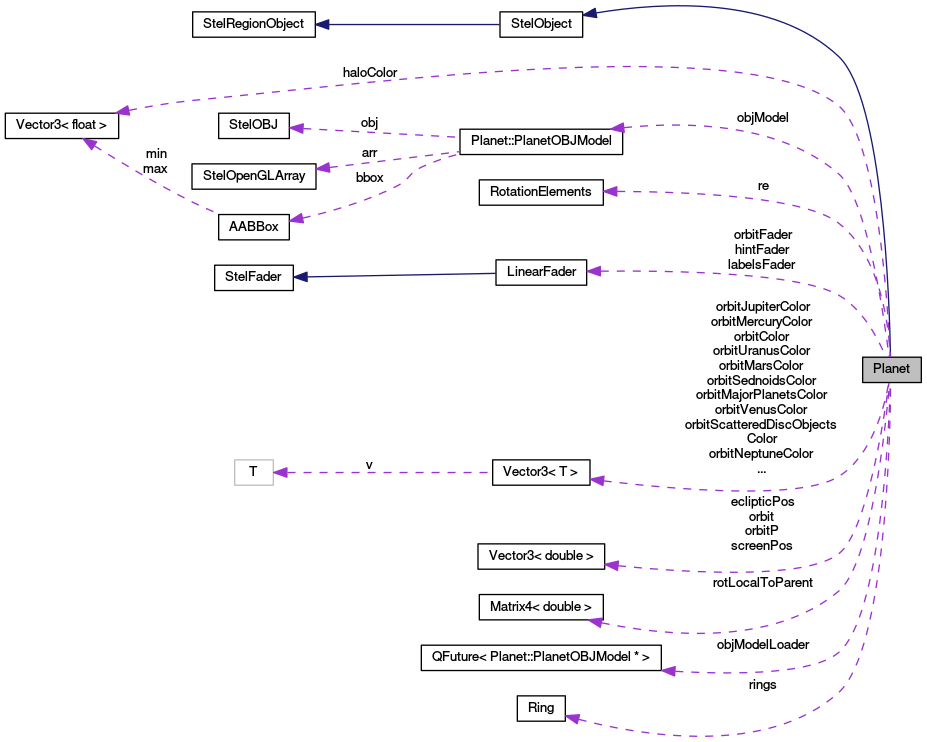 StelRegionObject
StelObject
haloColor
Vector3< float >
StelOBJ
obj
Planet::PlanetOBJModel
objModel
min
max
arr
StelOpenGLArray
bbox
RotationElements
re
AABBox
orbitFader
hintFader
labelsFader
StelFader
LinearFader
orbitJupiterColor
orbitMercuryColor
orbitColor
orbitUranusColor
orbitMarsColor
orbitSednoidsColor
orbitMajorPlanetsColor
orbitVenusColor
orbitScatteredDiscObjects
Color
orbitNeptuneColor
...
Planet
T
v
Vector3< T >
eclipticPos
orbit
orbitP
screenPos
Vector3< double >
rotLocalToParent
Matrix4< double >
objModelLoader
QFuture< Planet::PlanetOBJModel * >
rings
Ring